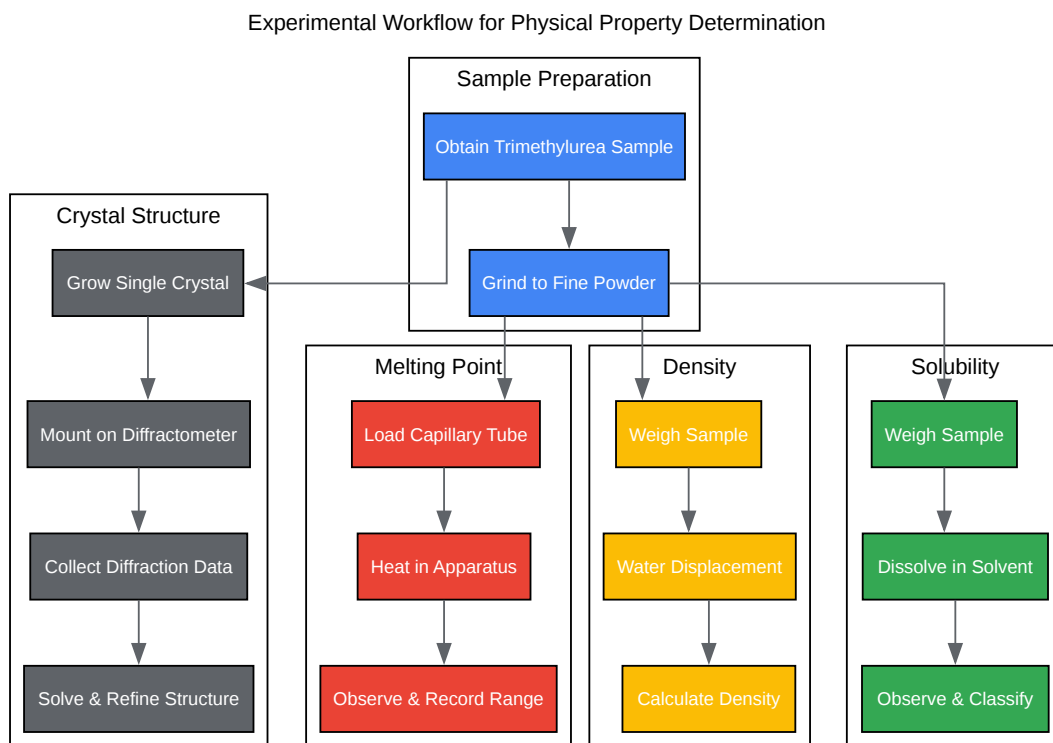 Experimental Workflow for Physical Property Determination
Sample Preparation
Obtain Trimethylurea Sample
Grind to Fine Powder
Crystal Structure
Grow Single Crystal
Mount on Diffractometer
Collect Diffraction Data
Solve & Refine Structure
Melting Point
Load Capillary Tube
Heat in Apparatus
Observe & Record Range
Density
Weigh Sample
Water Displacement
Calculate Density
Solubility
Weigh Sample
Dissolve in Solvent
Observe & Classify